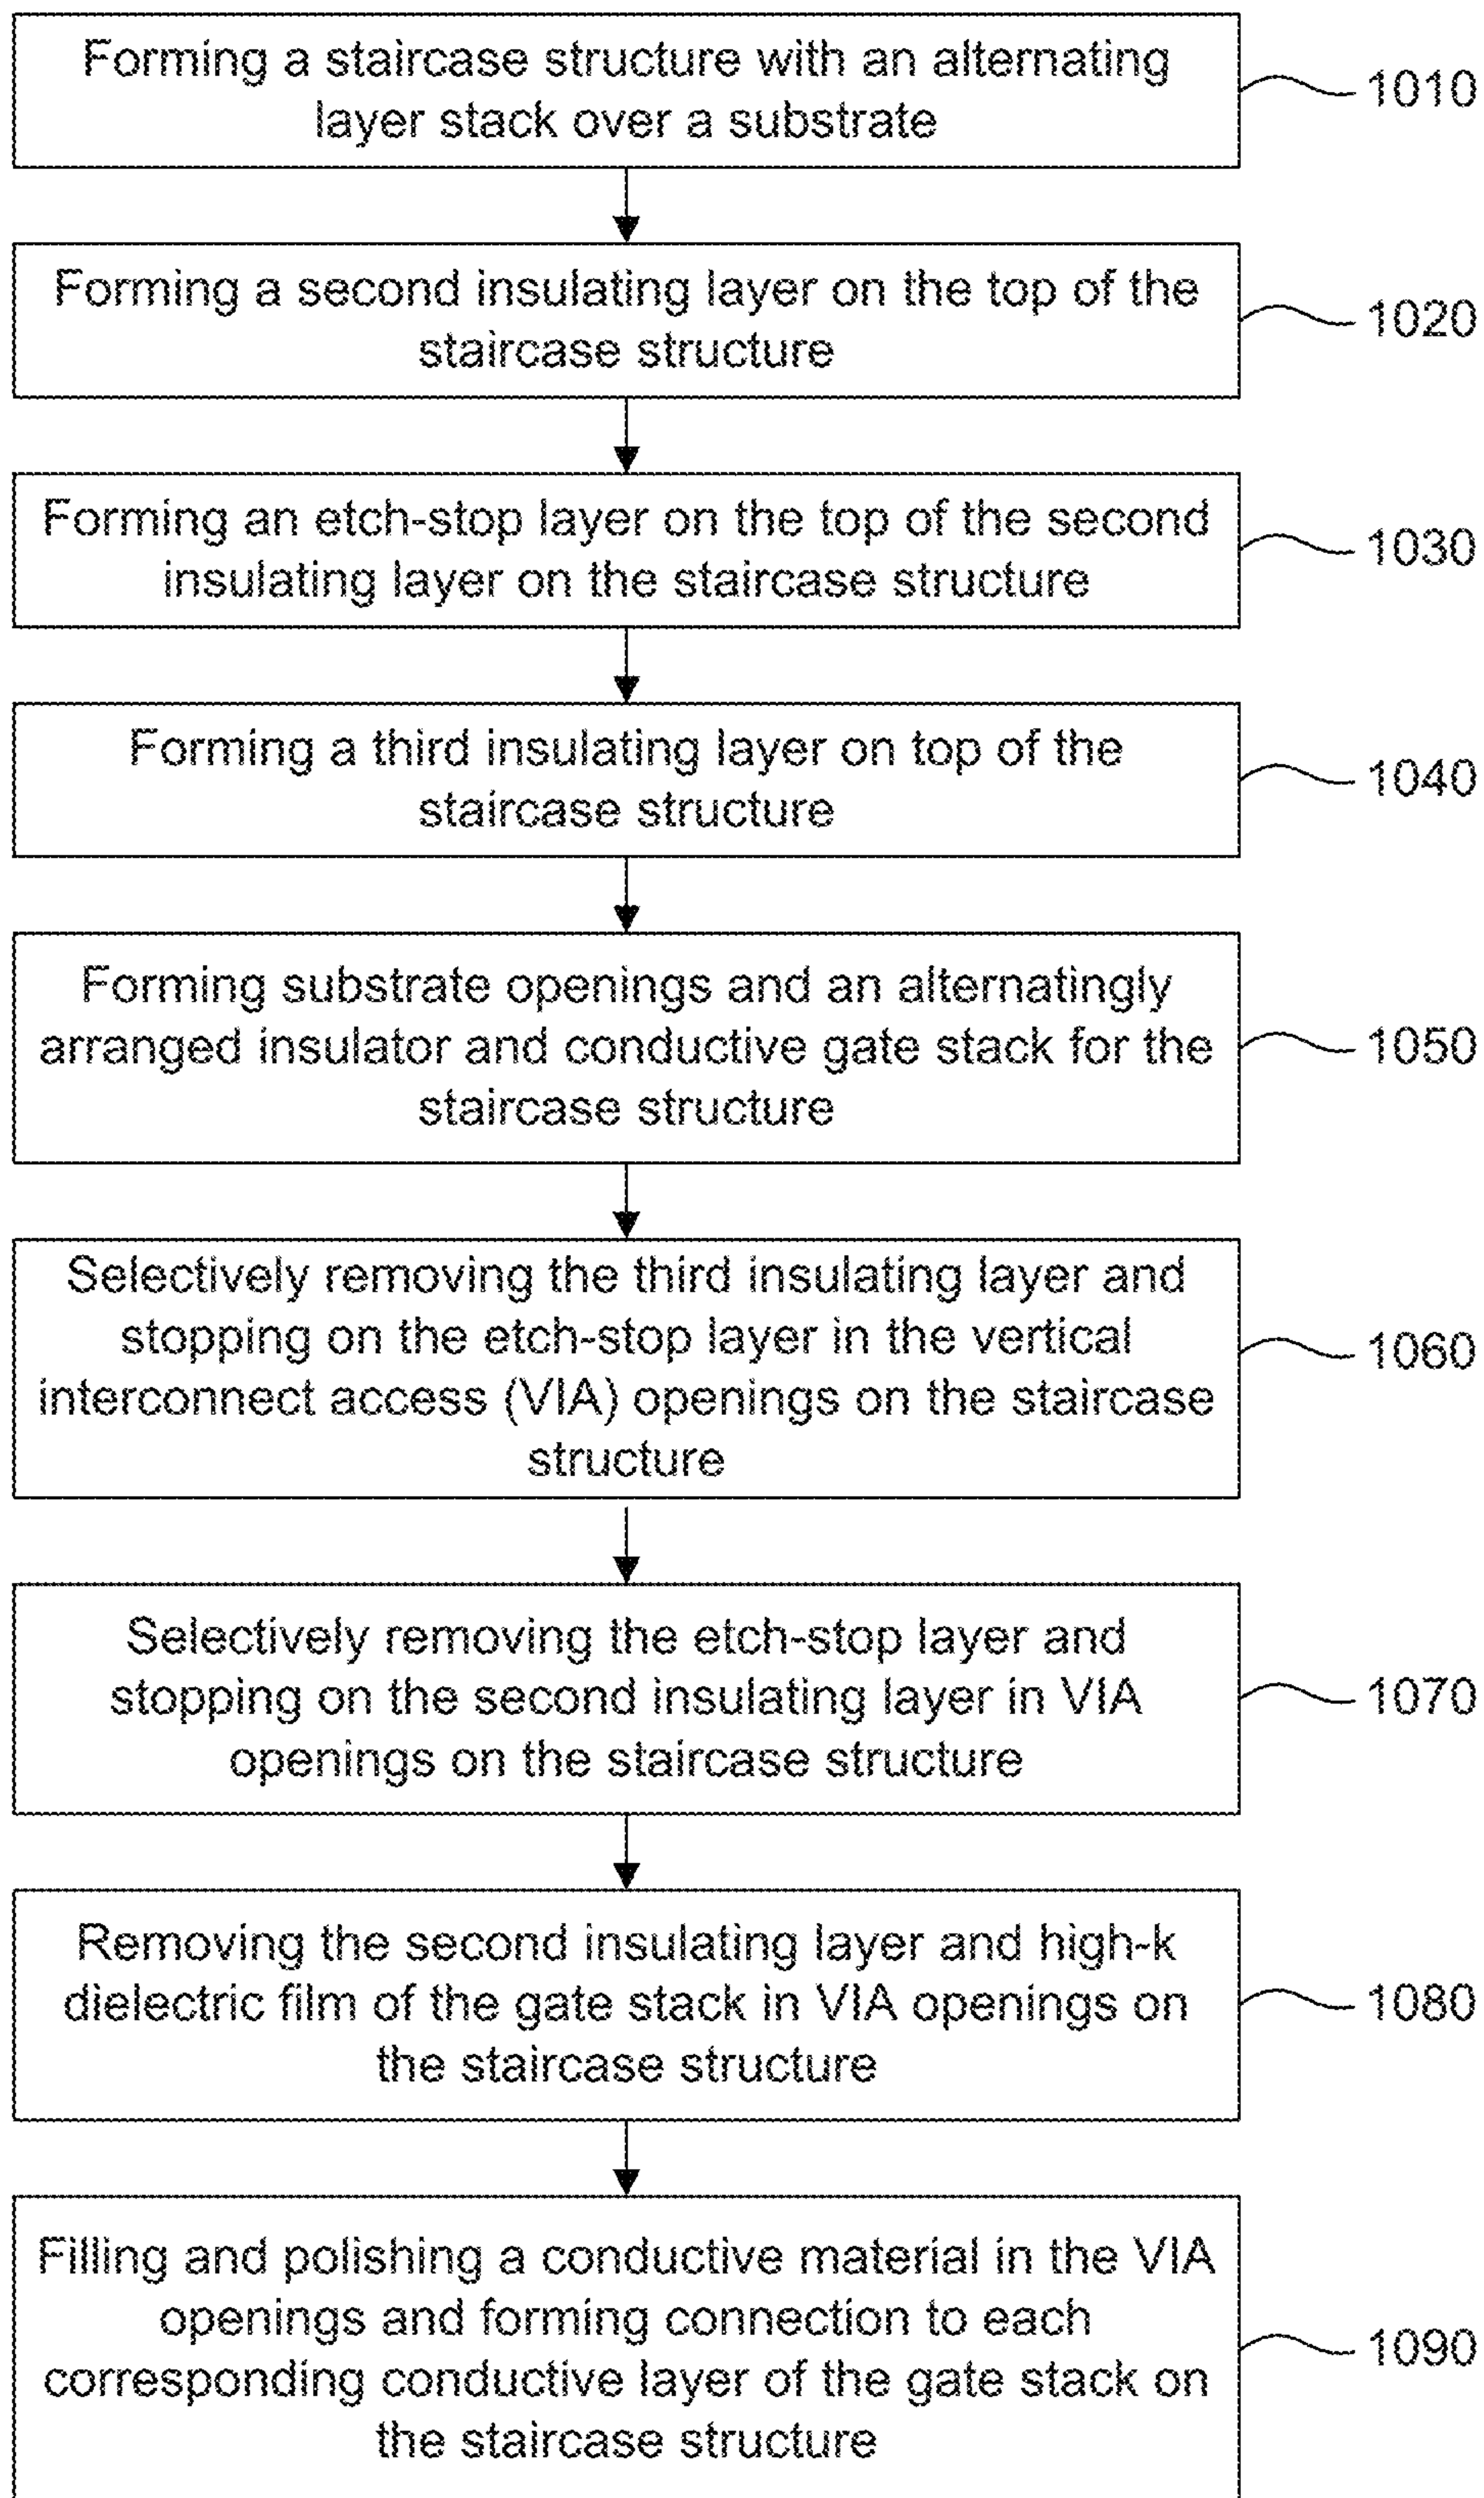 Forming a staircase structure with an alternating
layer stack over a substrate
1010
Forming a second insulating layer on the top of the
staircase structure
1020
Forming an etch-stop layer on the top of the second
insulating layer on the staircase structure
1030
Forming a third insulating layer on top of the
staircase structure
1040
Forming substrate openings and an alternatingly
arranged insulator and conductive gate stack for the
staircase structure
1050
Selectively removing the third insulating layer and
stopping on the etch-stop layer in the vertical
interconnect access (VIA) openings on the staircase
structure
1060
Selectively removing the etch-stop layer and
stopping on the second insulating layer in VIA
openings on the staircase structure
1070
Removing the second insulating layer and high-k
dielectric film of the gate stack in VIA openings on
the staircase structure
1080
Filling and polishing a conductive material in the VIA
openings and forming connection to each
corresponding conductive layer of the gate stack on
the staircase structure
1090